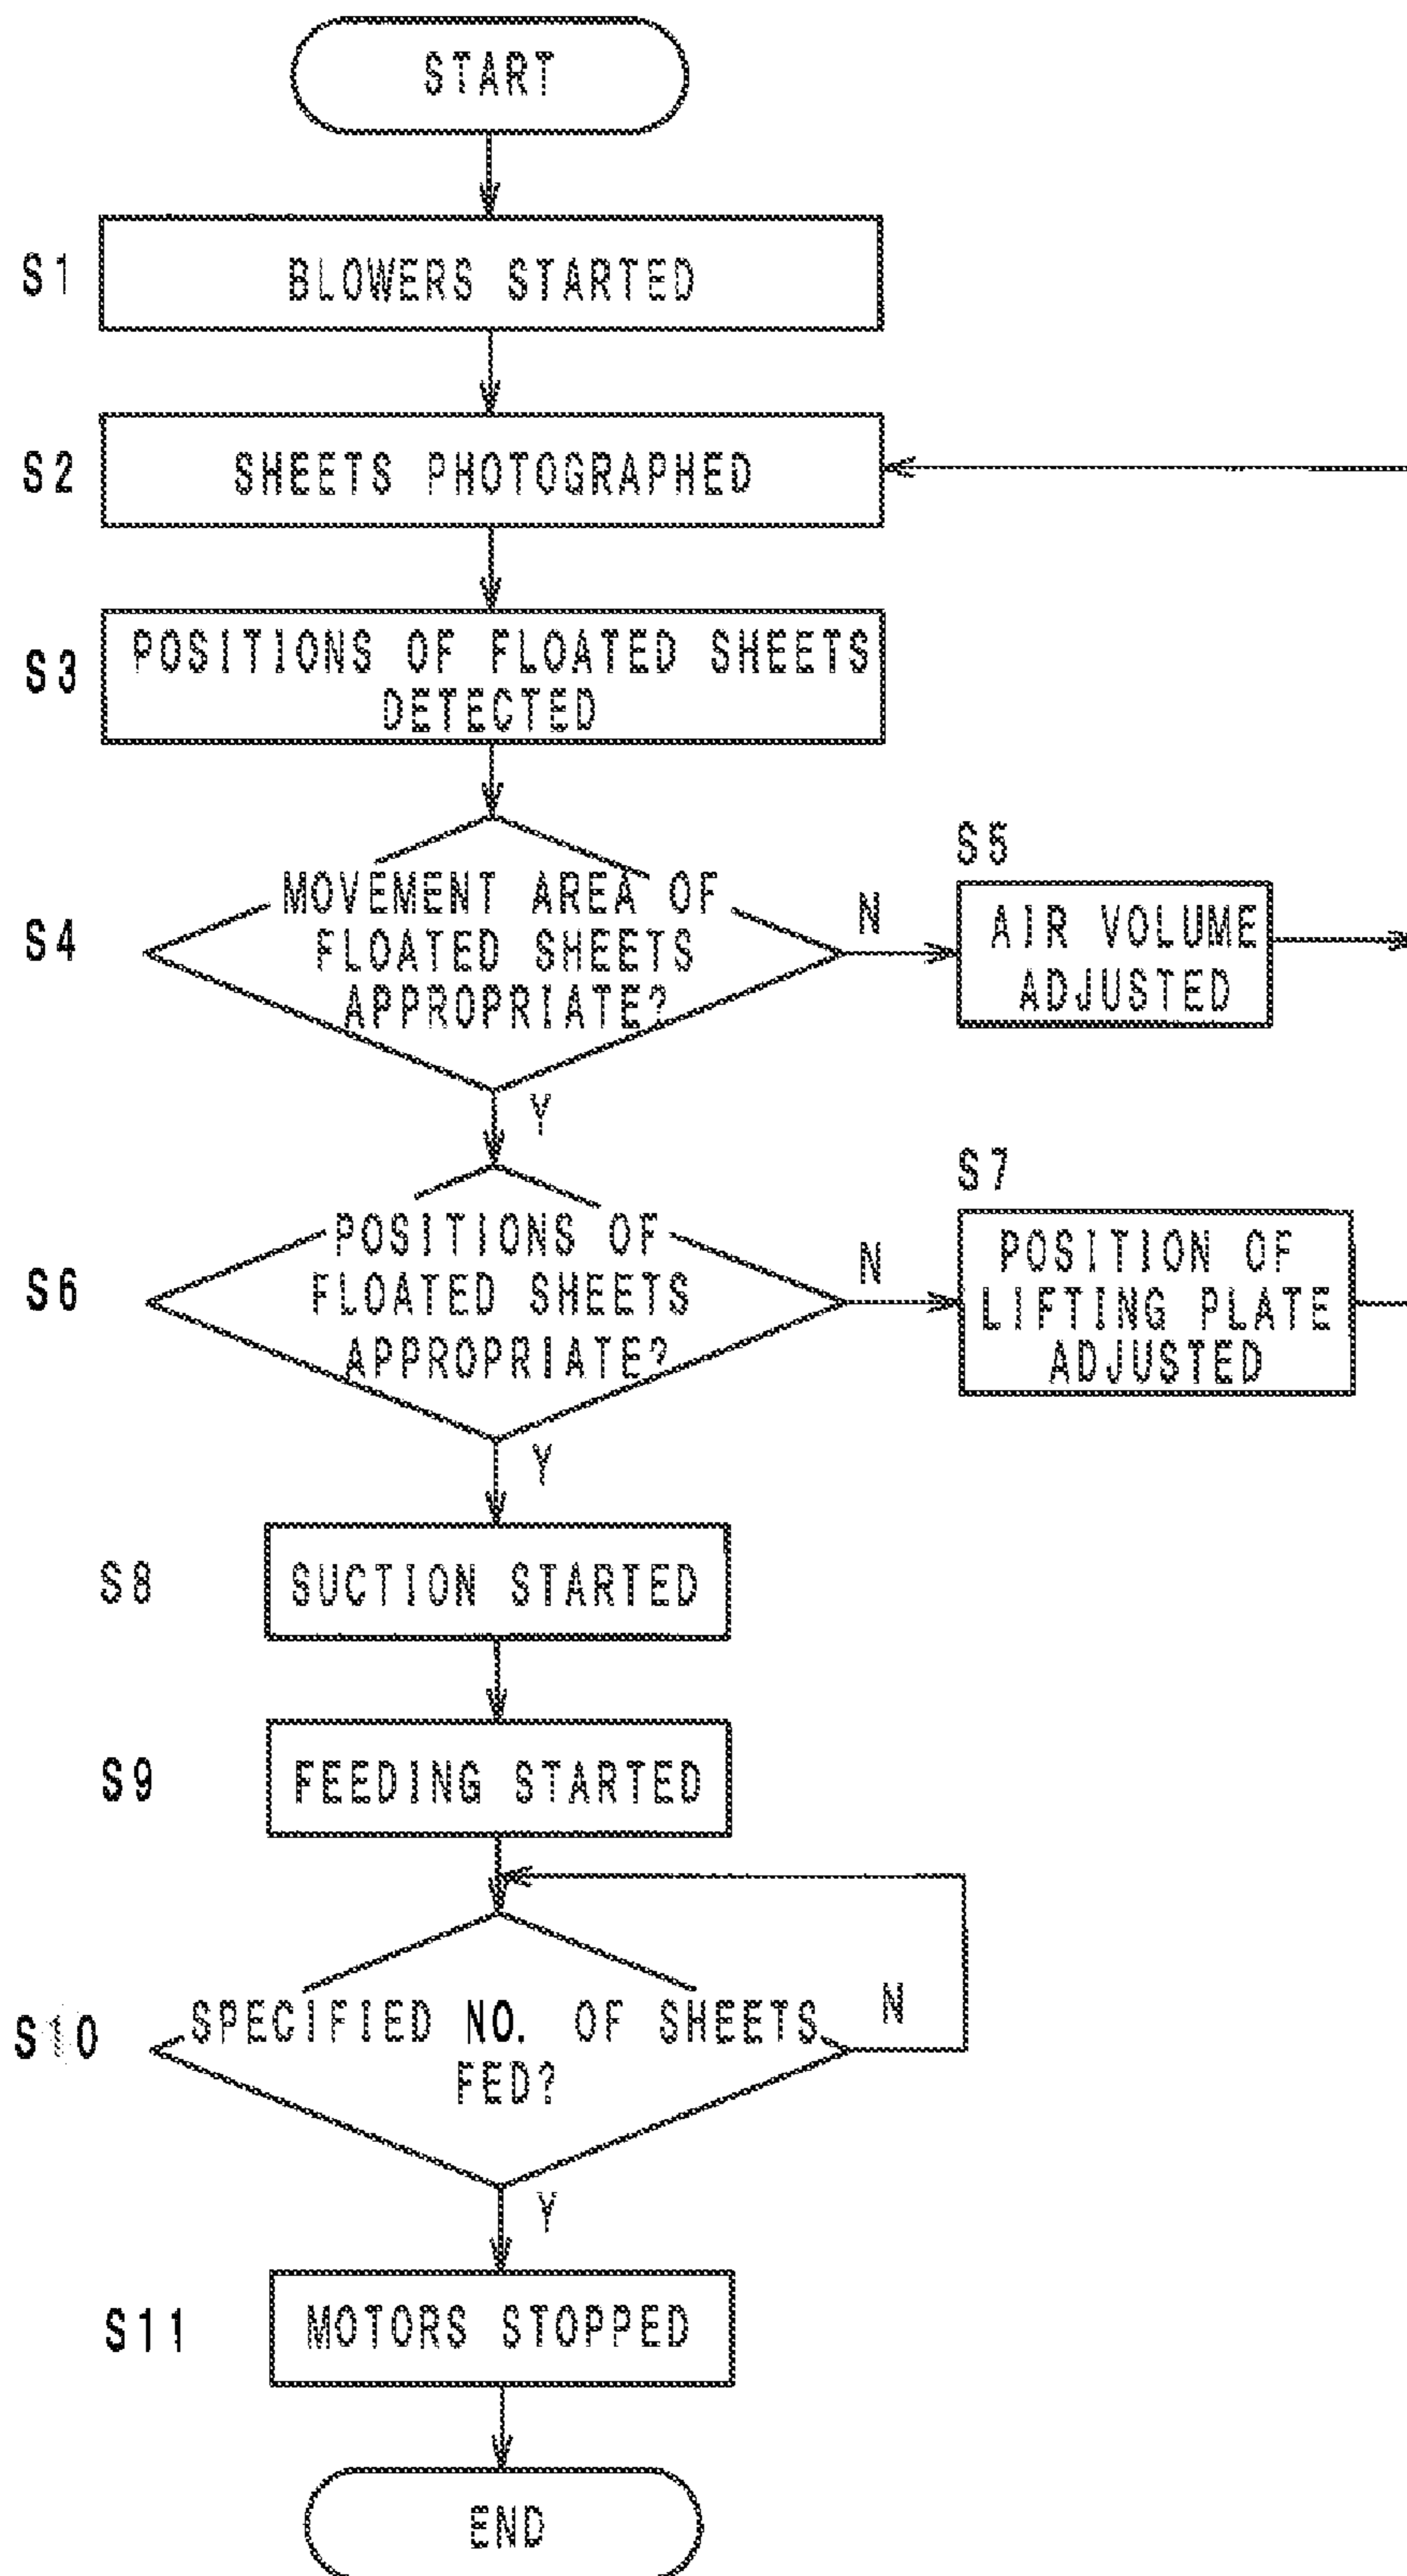 START
S1
BLOWERS STARTED
S2
SHEETS PHOTOGRAPHED
S3
POSITIONS OF FLOATED SHEETS
DETECTED
S4
MOVEMENT AREA OF
FLOATED SHEETS
APPROPRIATE?
N
S5
AIR VOLUME
ADJUSTED
Y
S6
POSITIONS OF
FLOATED SHEETS
APPROPRIATE?
N
S7
POSITION OF
LIFTING PLATE
ADJUSTED
Y
S8
SUCTION STARTED
S9
FEEDING STARTED
S10
SPECIFIED NO. OF SHEETS
FED?
N
Y
S11
MOTORS STOPPED
END